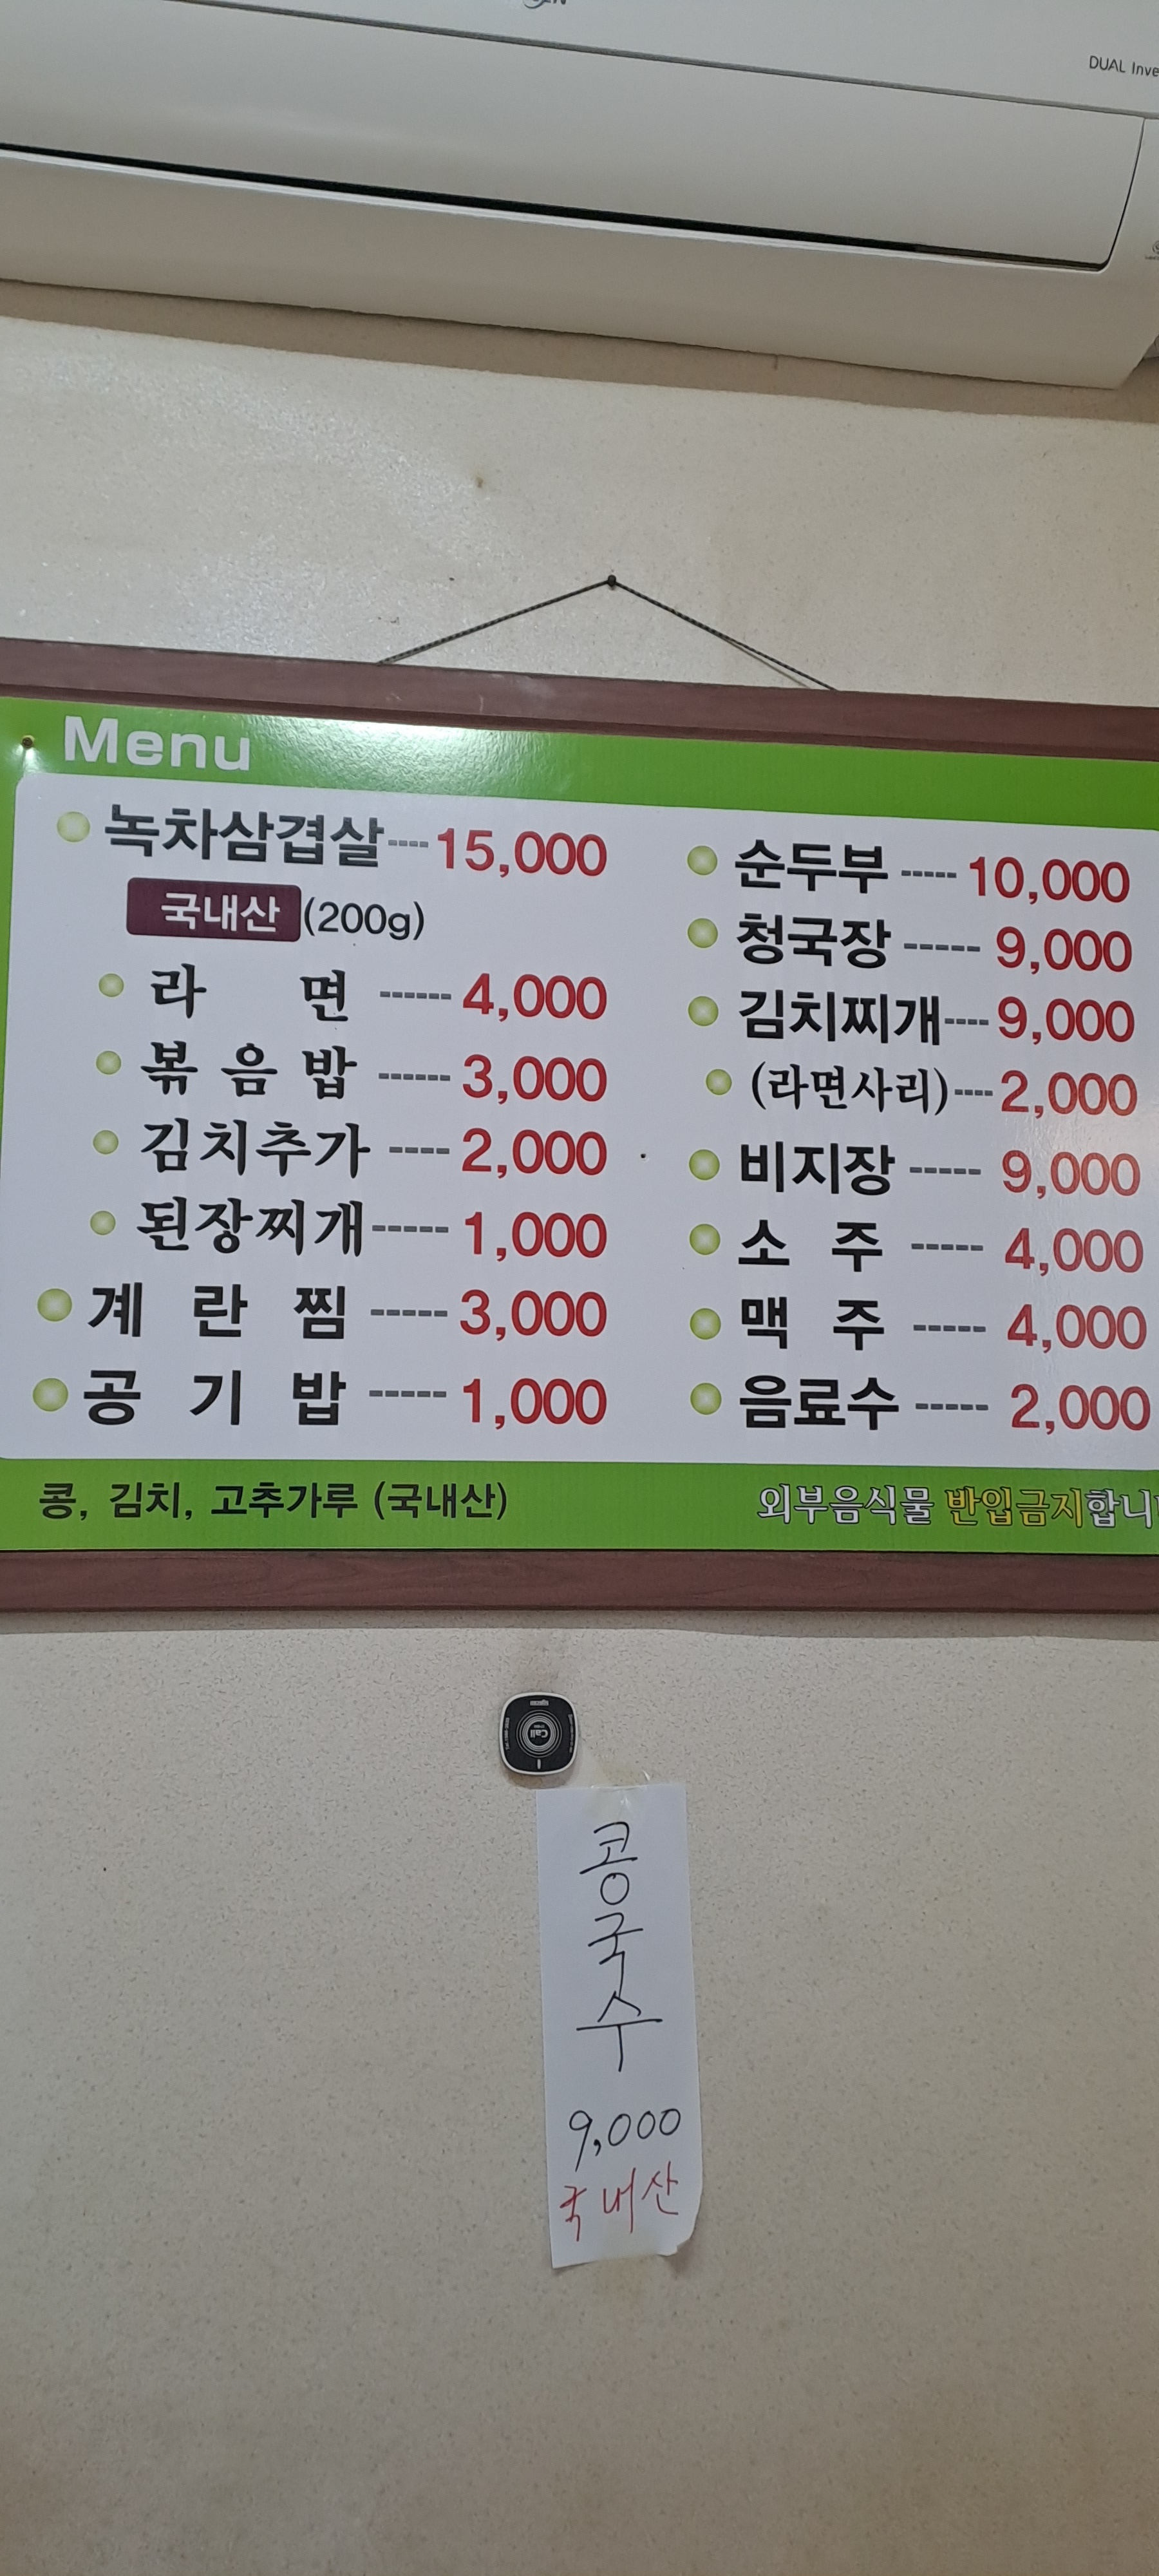 DUAL Inve
Menu
녹차삼겹살----15,000
국내산 (200g)
라 면 ------ 4,000
볶음밥 ------ 3,000
김치추가 ---- 2,000
된장찌개----- 1,000
계 란 찜 ----- 3,000
공 기 밥 ----- 1,000
순두부 ----- 10,000
청국장 ----- 9,000
김치찌개---- 9,000
(라면사리)---- 2,000
비지장 ----- 9,000
소 주 ----- 4,000
맥 주 ----- 4,000
음료수 ----- 2,000
콩, 김치, 고추가루 (국내산)
외부음식물 반입금지합니
Call
콩
국
수
9,000
국내산